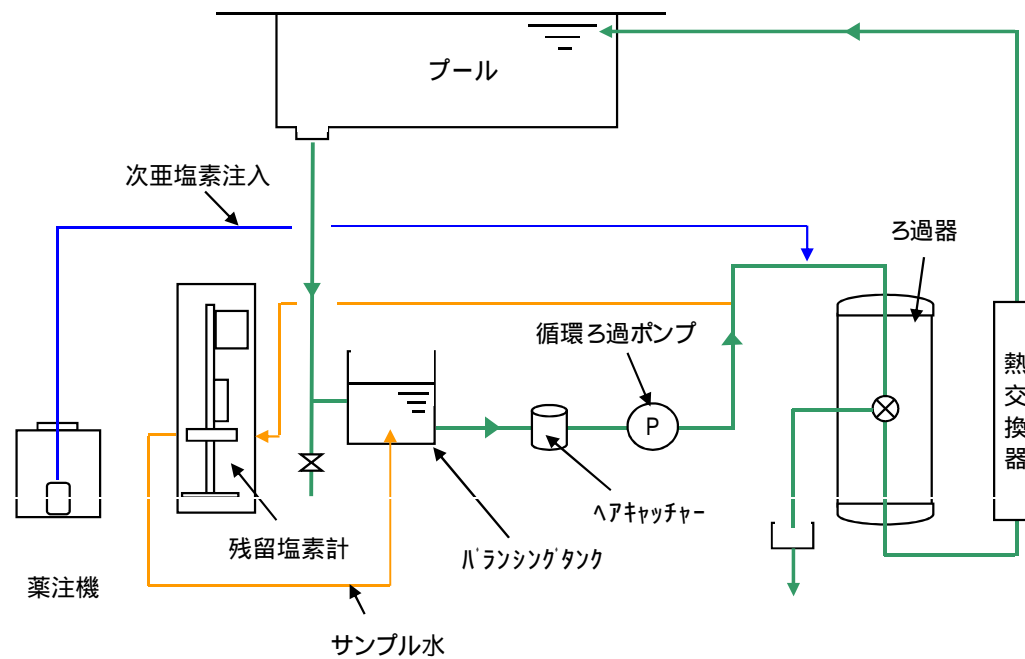 プール
次亜塩素注入
ろ過器
循環ろ過ポンプ
熱
交
換
器
P
ﾍｱｷｬｯﾁｬｰ
残留塩素計
ﾊﾞﾗﾝｼﾝｸﾞﾀﾝｸ
薬注機
サンプル水